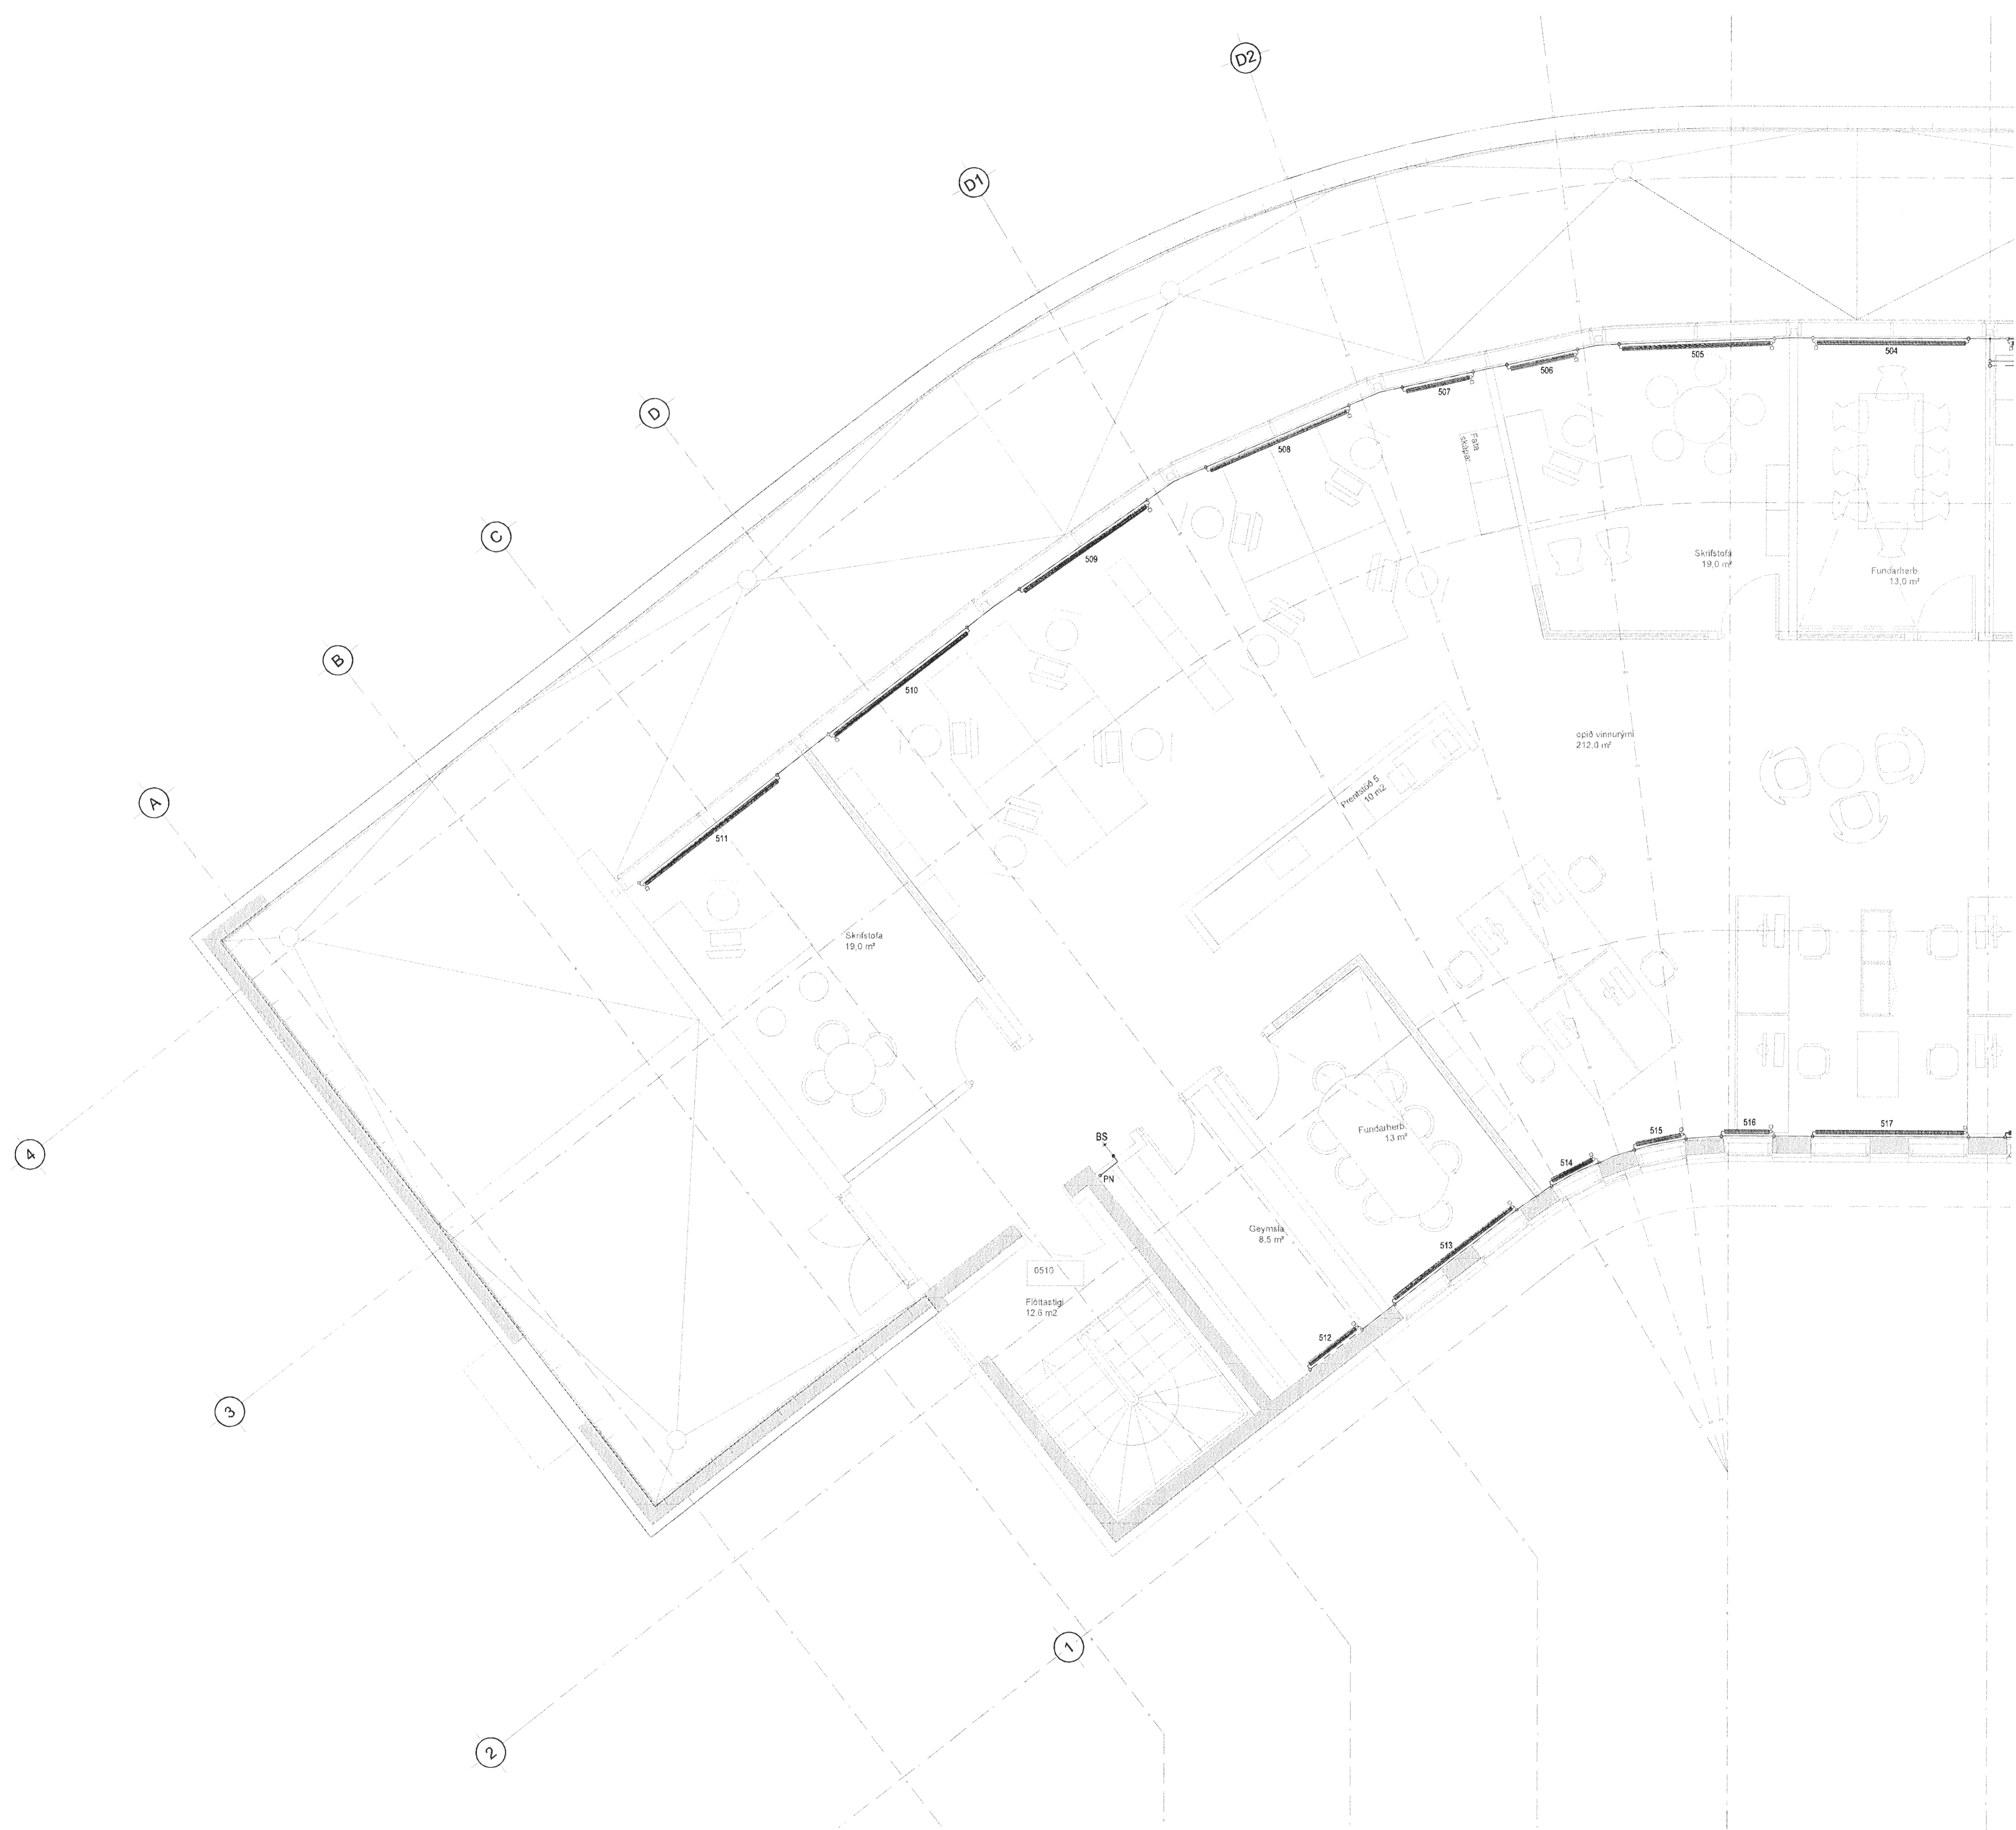 D2
D1
D
C
B
A
4
3
2
1
504
505
506
507
508
509
510
511
Fata
skápar
Skrifstofa
19,0 m²
Fundarherb.
13,0 m²
opið vinnurými
212,0 m²
Prentstöð 5
10 m2
Skrifstofa
19,0 m²
Fundarherb.
13 m²
BS
PN
Geymsla
8,5 m²
0510
Flóttastigi
12,6 m2
512
513
514
515
516
517